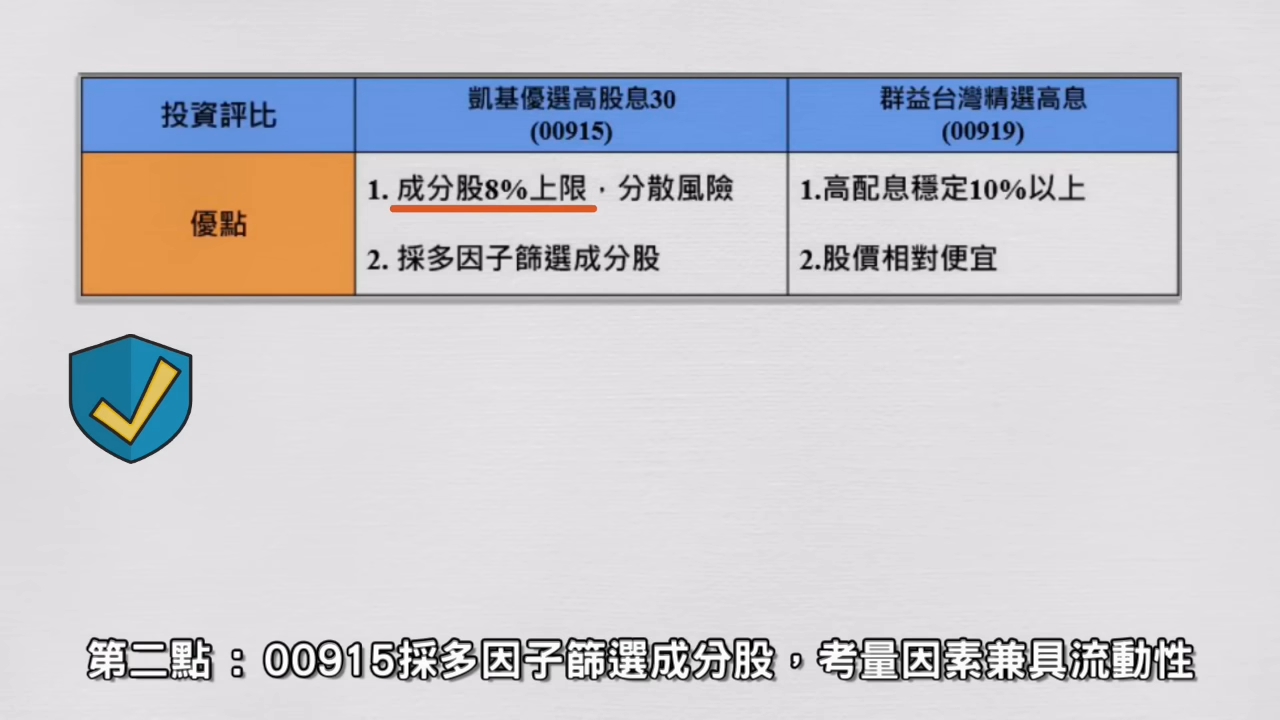 投資評比
凱基優選高股息30
(00915)
群益台灣精選高息
(00919)
優點
1. 成分股8%上限，分散風險
2. 採多因子篩選成分股
1.高配息穩定10%以上
2.股價相對便宜
第二點：00915採多因子篩選成分股，考量因素兼具流動性